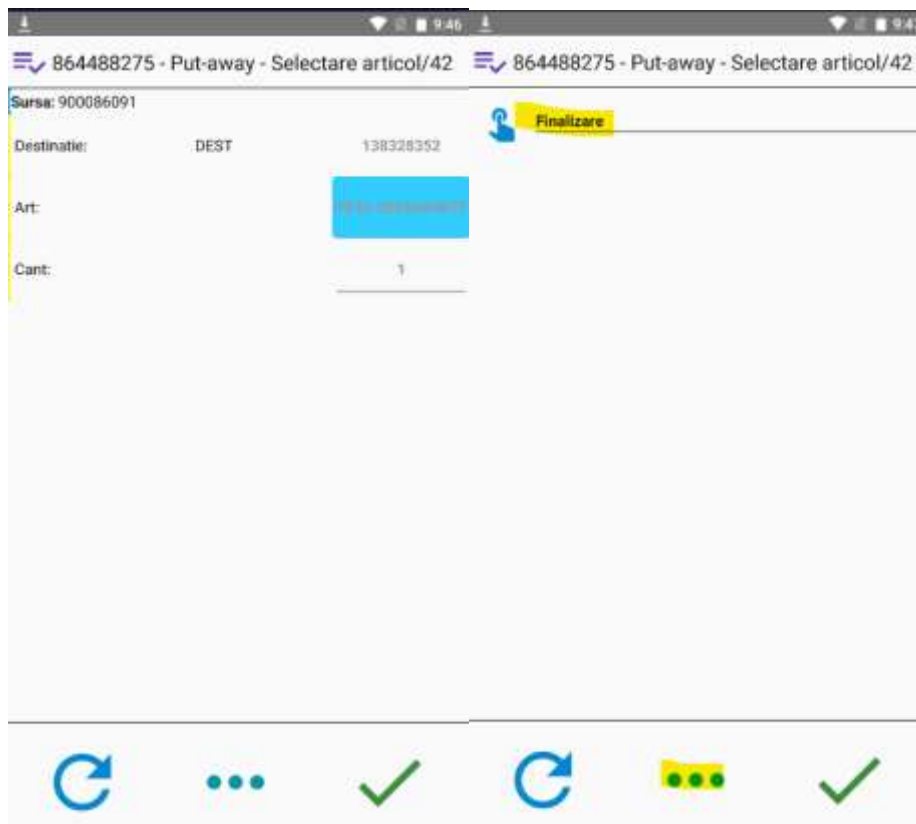 9:46
864488275 - Put-away - Selectare articol/42
Sursa: 900086091
Destinatie: DEST 138328352
Art:
Cant: 1
864488275 - Put-away - Selectare articol/42
Finalizare